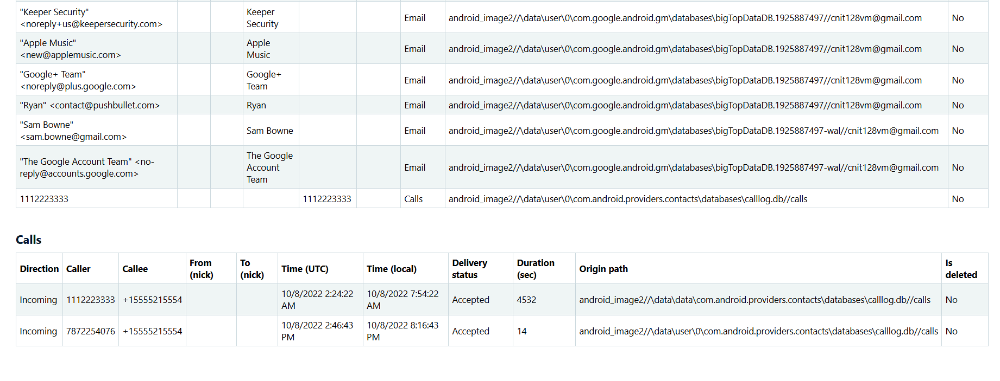 "Keeper Security"
<noreply+us@keepersecurity.com>
Keeper
Security
Email
android_image2//\data\user\0\com.google.android.gm\databases\bigTopDataDB.1925887497//cnit128vm@gmail.com
No
"Apple Music"
<new@applemusic.com>
Apple
Music
Email
android_image2//\data\user\0\com.google.android.gm\databases\bigTopDataDB.1925887497//cnit128vm@gmail.com
No
"Google+ Team"
<noreply@plus.google.com>
Google+
Team
Email
android_image2//\data\user\0\com.google.android.gm\databases\bigTopDataDB.1925887497//cnit128vm@gmail.com
No
"Ryan" <contact@pushbullet.com>
Ryan
Email
android_image2//\data\user\0\com.google.android.gm\databases\bigTopDataDB.1925887497//cnit128vm@gmail.com
No
"Sam Bowne"
<sam.bowne@gmail.com>
Sam Bowne
Email
android_image2//\data\user\0\com.google.android.gm\databases\bigTopDataDB.1925887497-wal//cnit128vm@gmail.com
No
"The Google Account Team" <no-
reply@accounts.google.com>
The Google
Account
Team
Email
android_image2//\data\user\0\com.google.android.gm\databases\bigTopDataDB.1925887497-wal//cnit128vm@gmail.com
No
1112223333
1112223333
Calls
android_image2//\data\user\0\com.android.providers.contacts\databases\calllog.db//calls
No
Calls
Direction
Caller
Callee
From
(nick)
To
(nick)
Time (UTC)
Time (local)
Delivery
status
Duration
(sec)
Origin path
Is
deleted
Incoming
1112223333
+15555215554
10/8/2022 2:24:22
AM
10/8/2022 7:54:22
AM
Accepted
4532
android_image2//\data\data\com.android.providers.contacts\databases\calllog.db//calls
No
Incoming
7872254076
+15555215554
10/8/2022 2:46:43
PM
10/8/2022 8:16:43
PM
Accepted
14
android_image2//\data\user\0\com.android.providers.contacts\databases\calllog.db//calls
No